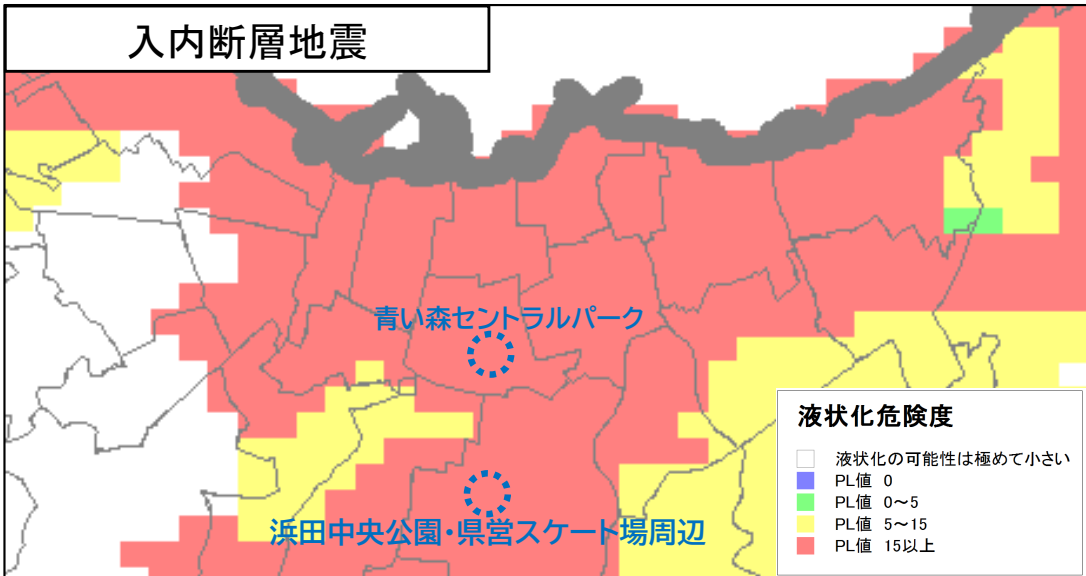 入内断層地震
青い森セントラルパーク
浜田中央公園・県営スケート場周辺
液状化危険度
液状化の可能性は極めて小さい
PL値 0
PL値 0～5
PL値 5～15
PL値 15以上